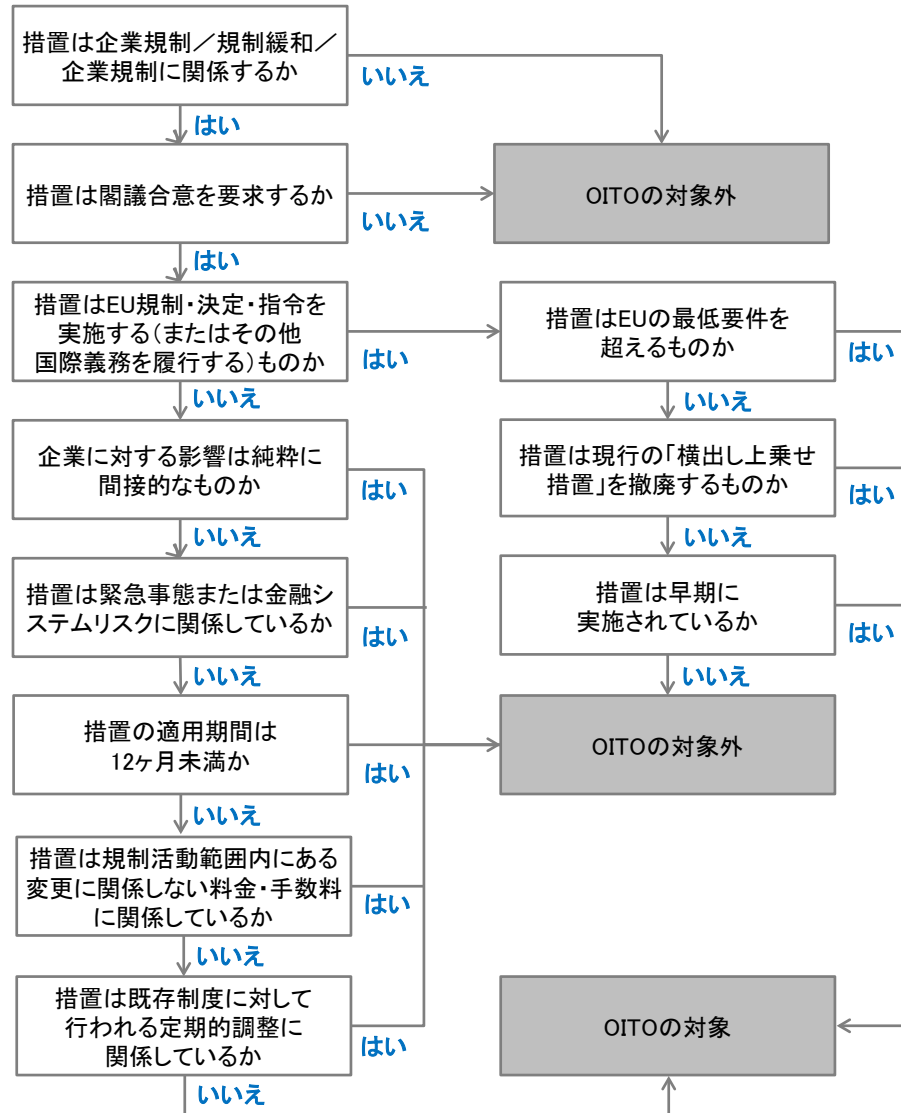 措置は企業規制／規制緩和／
企業規制に関係するか
いいえ
はい
措置は閣議合意を要求するか
いいえ
OITOの対象外
はい
措置はEU規制・決定・指令を
実施する(またはその他
国際義務を履行する)ものか
はい
措置はEUの最低要件を
超えるものか
はい
いいえ
いいえ
企業に対する影響は純粋に
間接的なものか
はい
措置は現行の「横出し上乗せ
措置」を撤廃するものか
はい
いいえ
いいえ
措置は緊急事態または金融シ
ステムリスクに関係しているか
はい
措置は早期に
実施されているか
はい
いいえ
いいえ
措置の適用期間は
12ヶ月未満か
はい
OITOの対象外
いいえ
措置は規制活動範囲内にある
変更に関係しない料金・手数料
に関係しているか
はい
いいえ
措置は既存制度に対して
行われる定期的調整に
関係しているか
はい
OITOの対象
いいえ